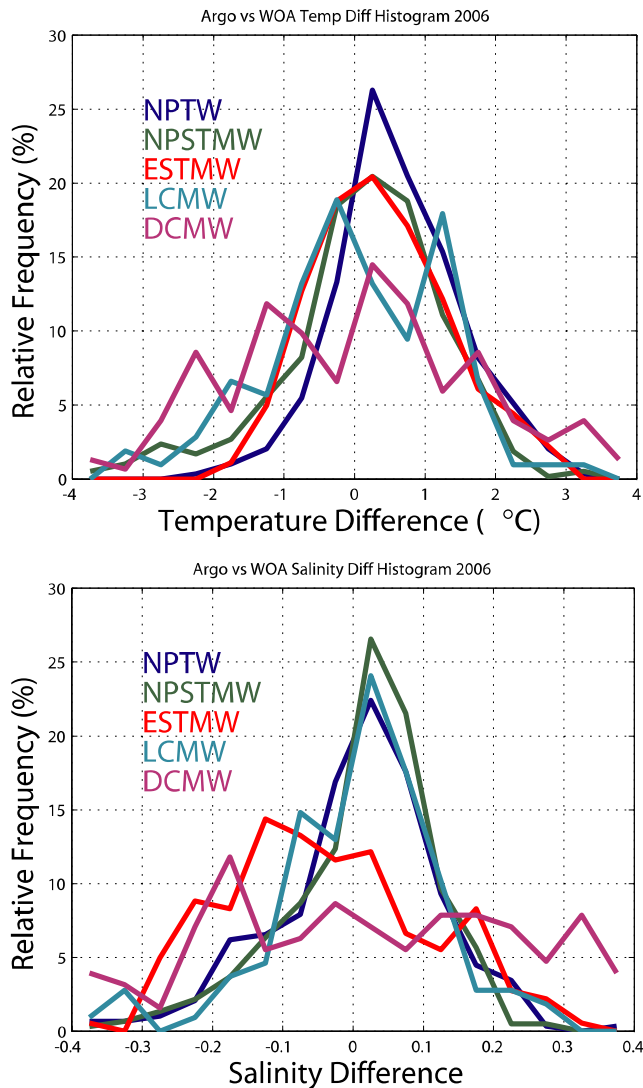 Argo vs WOA Temp Diff Histogram 2006
30
25
20
15
10
5
0
Relative Frequency (%)
NPTW
NPSTMW
ESTMW
LCMW
DCMW
-4 -3 -2 -1 0 1 2 3 4
Temperature Difference ( °C)
Argo vs WOA Salinity Diff Histogram 2006
30
25
20
15
10
5
0
Relative Frequency (%)
NPTW
NPSTMW
ESTMW
LCMW
DCMW
-0.4 -0.3 -0.2 -0.1 0 0.1 0.2 0.3 0.4
Salinity Difference